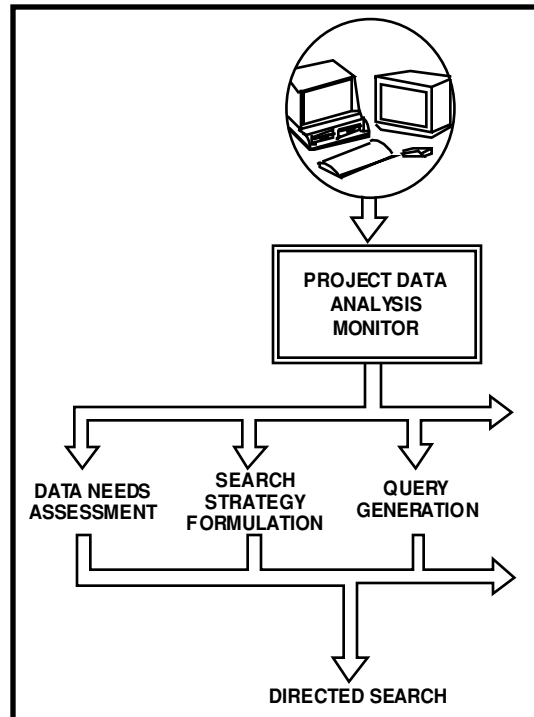 PROJECT DATA
ANALYSIS
MONITOR
DATA NEEDS
ASSESSMENT
SEARCH
STRATEGY
FORMULATION
QUERY
GENERATION
DIRECTED SEARCH